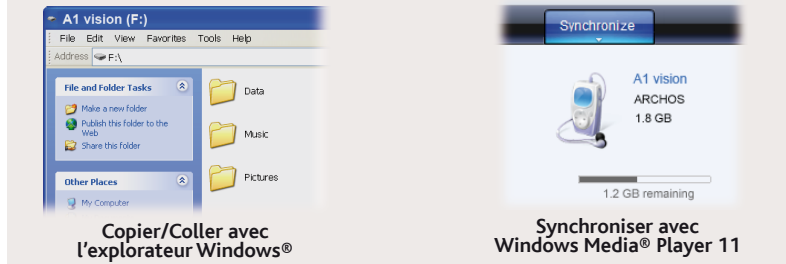 A1 vision (F:)
File Edit View Favorites Tools Help
Address F:\
File and Folder Tasks
Make a new folder
Publish this folder to the
Web
Share this folder
Other Places
My Computer
Data
Music
Pictures
Copier/Coller avec
l'explorateur Windows®
Synchronize
A1 vision
ARCHOS
1.8 GB
1.2 GB remaining
Synchroniser avec
Windows Media® Player 11